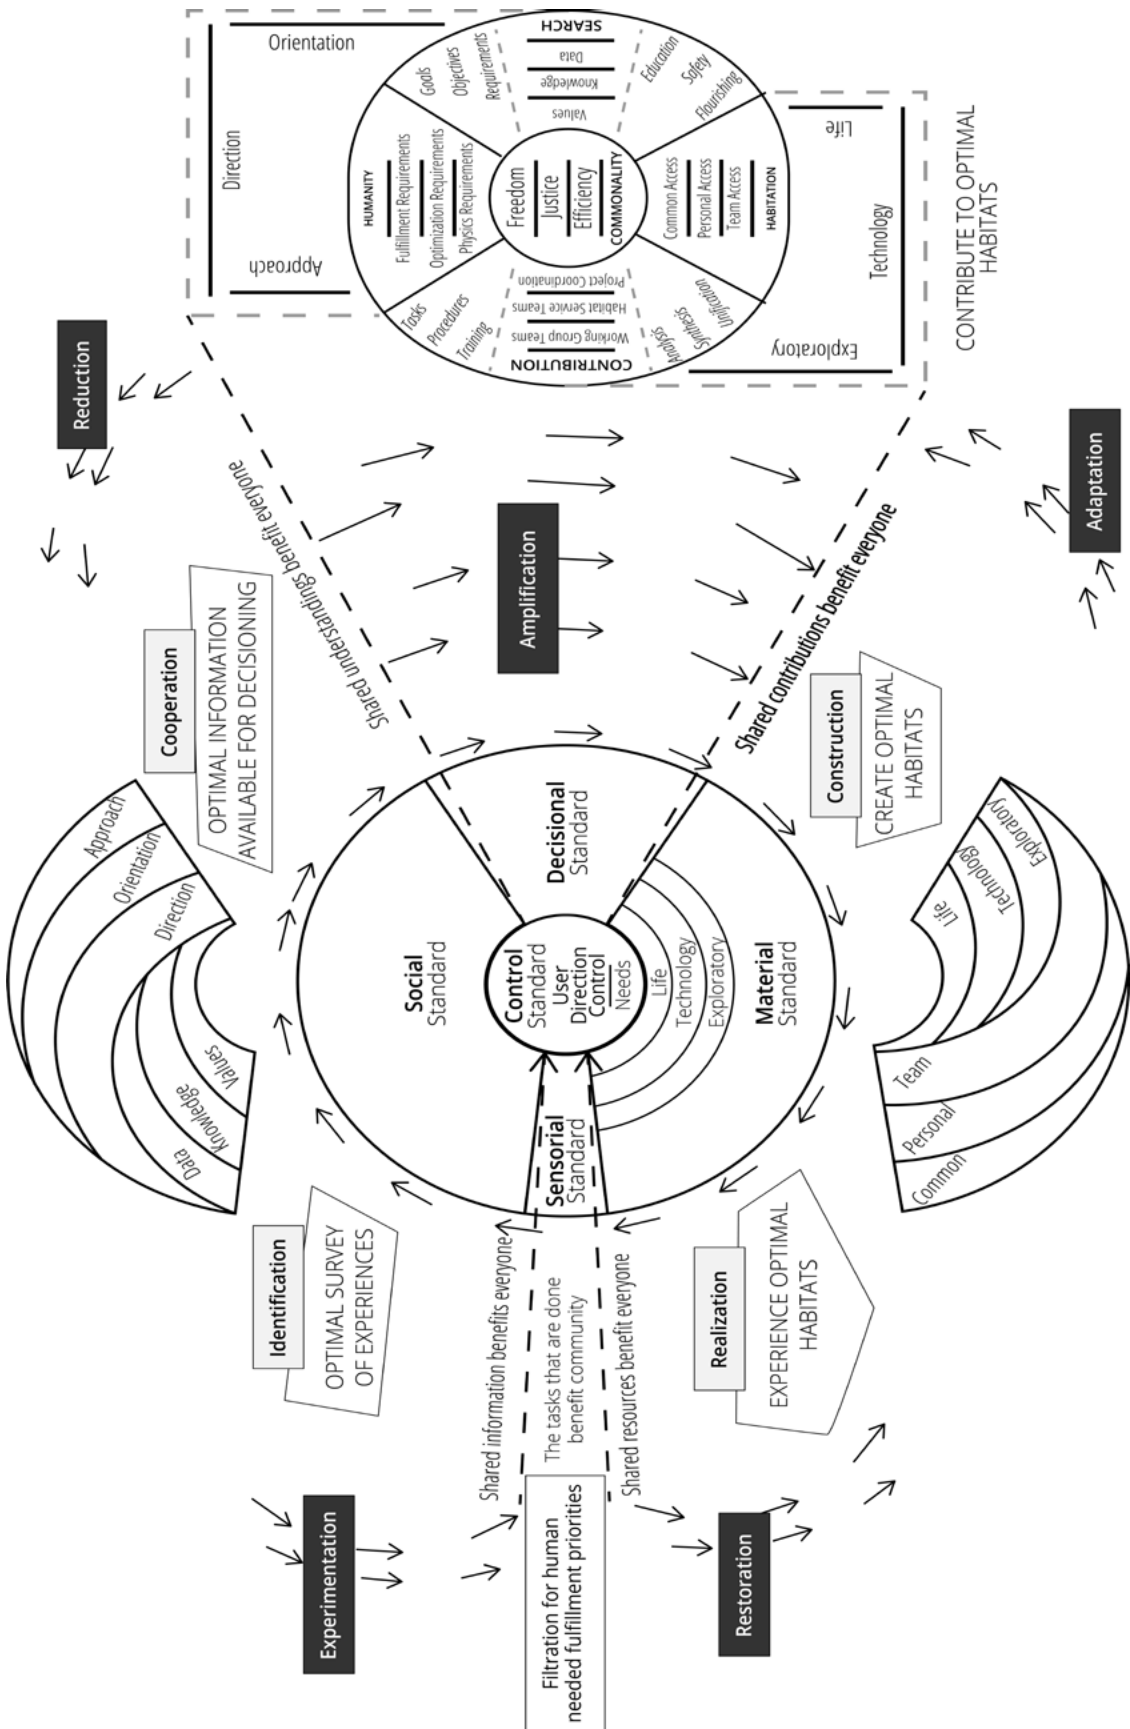 Experimentation
Identification
OPTIMAL SURVEY
OF EXPERIENCES
Data
Knowledge
Values
Approach
Orientation
Direction
Cooperation
OPTIMAL INFORMATION
AVAILABLE FOR DECISIONING
Reduction
Direction
Approach
Orientation
HUMANITY
Fulfillment Requirements
Optimization Requirements
Physics Requirements
Goals
Objectives
Requirements
SEARCH
Data
Knowledge
Values
Education
Safety
Flourishing
Freedom
Justice
Efficiency
COMMONALITY
Common Access
Personal Access
Team Access
HABITATION
Tasks
Procedures
Training
CONTRIBUTION
Working Group Teams
Habitat Service Teams
Project Coordination
Analysis
Synthesis
Unification
Exploratory
Life
Technology
CONTRIBUTE TO OPTIMAL
HABITATS
Shared understandings benefit everyone
Amplification
Shared contributions benefit everyone
Adaptation
Social
Standard
Decisional
Standard
Control
Standard
User
Direction
Control
Needs
Life
Technology
Exploratory
Material
Standard
Sensorial
Standard
Shared information benefits everyone
The tasks that are done
benefit community
Shared resources benefit everyone
Filtration for human
needed fulfillment priorities
Restoration
Realization
EXPERIENCE OPTIMAL
HABITATS
Construction
CREATE OPTIMAL
HABITATS
Team
Personal
Common
Life
Technology
Exploratory